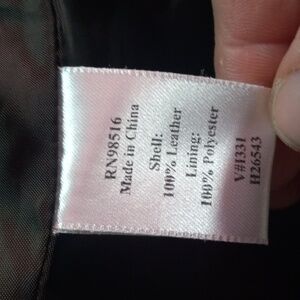 RN98516
Made in China
Shell:
100% Leather
Lining:
100% Polyester
V#1331
H26543